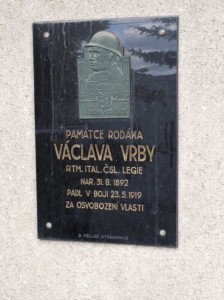 PAMÁTCE RODÁKA
VÁCLAVA VRBY
RTM. ITAL. ČSL. LEGIE
NAR. 31. 8. 1892
PADL V BOJI 23. 5. 1919
ZA OSVOBOZENÍ VLASTI